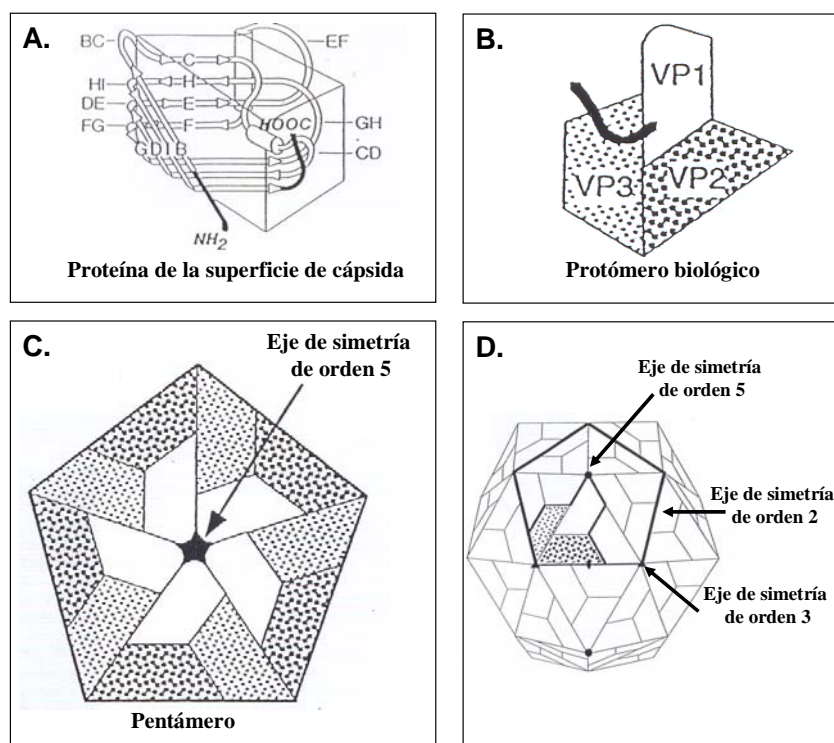 A.
BC
C
EF
HI
H
DE
E
FG
F
HOOC
GH
G D I B
CD
NH2
Proteína de la superficie de cápsida
B.
VP1
VP3
VP2
Protómero biológico
C.
Eje de simetría
de orden 5
Pentámero
D.
Eje de simetría
de orden 5
Eje de simetría
de orden 2
Eje de simetría
de orden 3